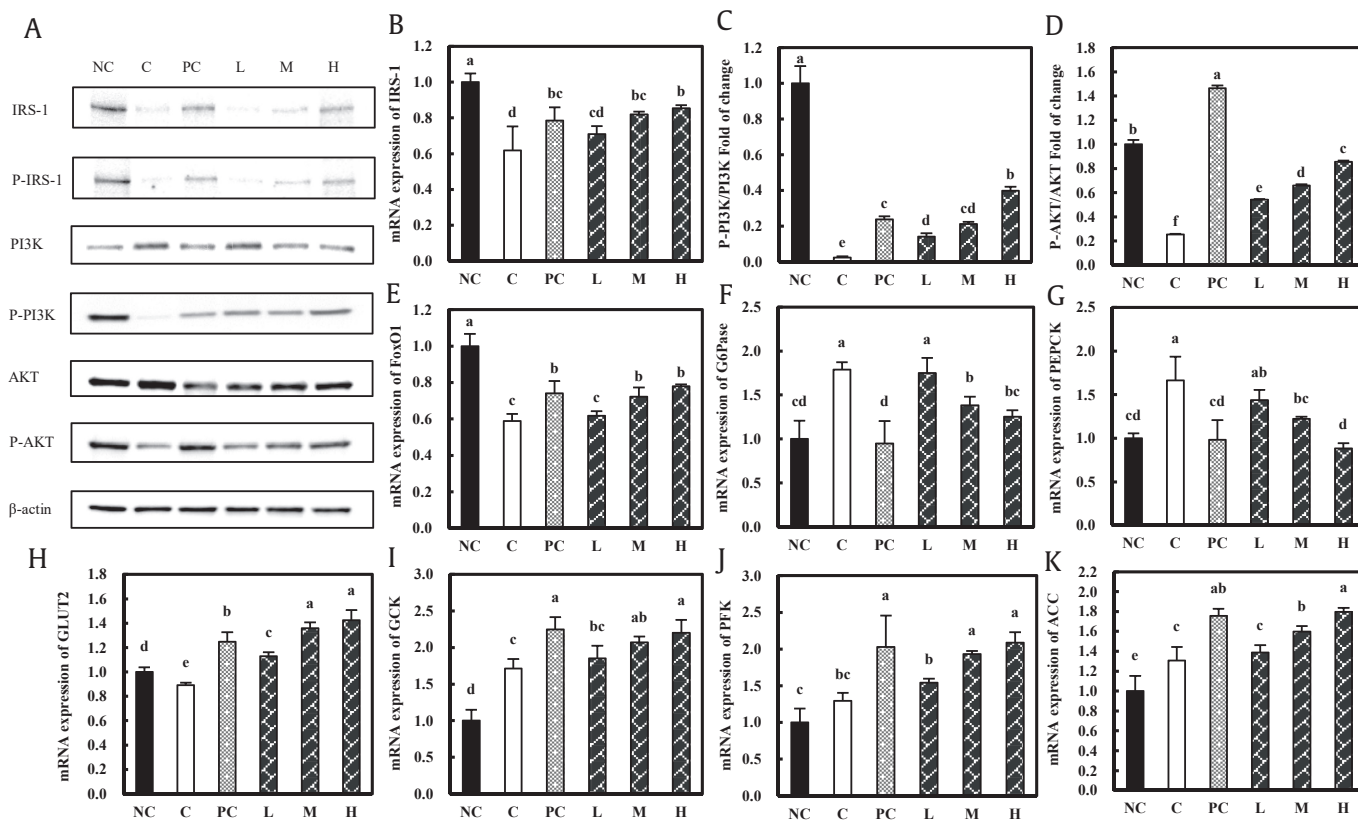 A
NC C PC L M H
IRS-1
P-IRS-1
PI3K
P-PI3K
AKT
P-AKT
β-actin
B
mRNA expression of IRS-1
1.2
1.0
0.8
0.6
0.4
0.2
0.0
a d bc cd bc b
NC C PC L M H
C
P-PI3K/PI3K Fold of change
1.2
1.0
0.8
0.6
0.4
0.2
0.0
a e c d cd b
NC C PC L M H
D
P-AKT/AKT Fold of change
1.8
1.6
1.4
1.2
1.0
0.8
0.6
0.4
0.2
0.0
b f a e d c
NC C PC L M H
E
mRNA expression of FoxO1
1.2
1.0
0.8
0.6
0.4
0.2
0.0
a c b c b b
NC C PC L M H
F
mRNA expression of G6Pase
2.5
2.0
1.5
1.0
0.5
0.0
cd a d a b bc
NC C PC L M H
G
mRNA expression of PEPCK
2.5
2.0
1.5
1.0
0.5
0.0
cd a cd ab bc d
NC C PC L M H
H
mRNA expression of GLUT2
1.8
1.6
1.4
1.2
1.0
0.8
0.6
0.4
0.2
0.0
d e b c a a
NC C PC L M H
I
mRNA expression of GCK
3.0
2.5
2.0
1.5
1.0
0.5
0.0
d c a bc ab a
NC C PC L M H
J
mRNA expression of PFK
3.0
2.5
2.0
1.5
1.0
0.5
0.0
c bc a b a a
NC C PC L M H
K
mRNA expression of ACC
2.2
2.0
1.8
1.6
1.4
1.2
1.0
0.8
0.6
0.4
0.2
0.0
e c ab c b a
NC C PC L M H